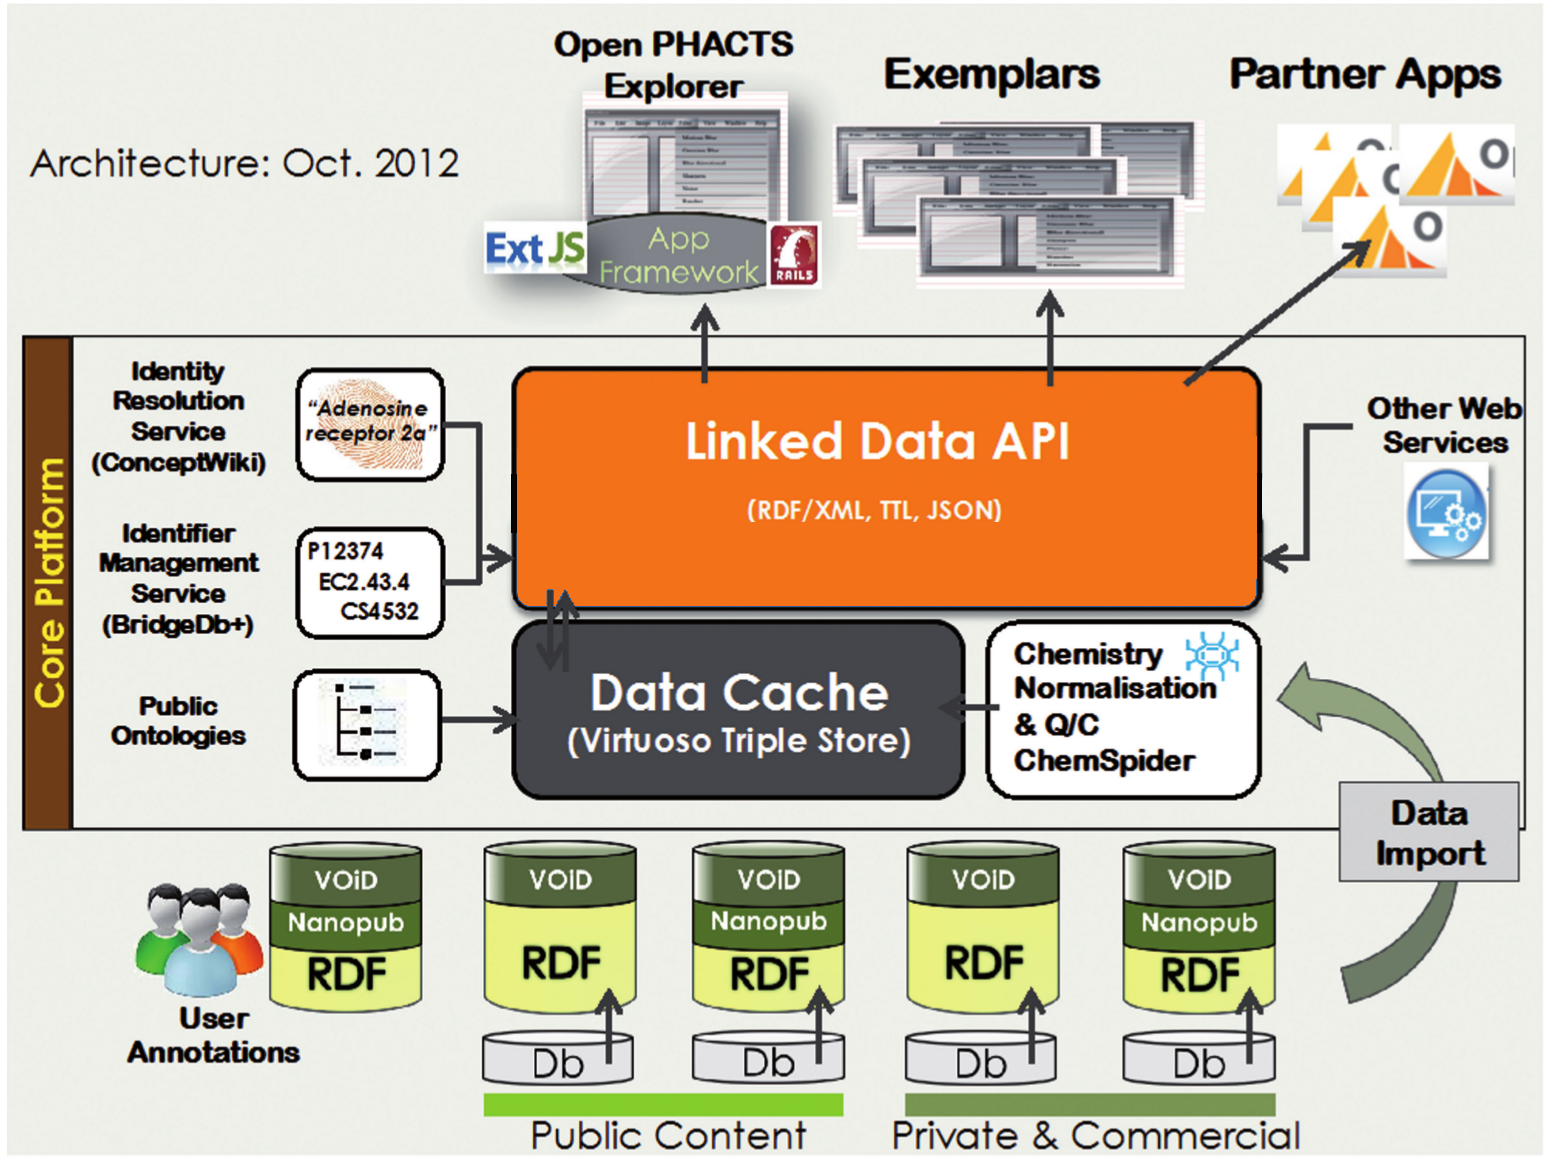 Open PHACTS
Explorer
Exemplars
Partner Apps
Architecture: Oct. 2012
Ext JS
App
Framework
RAILS
O
O
Core Platform
Identity
Resolution
Service
(ConceptWiki)
“Adenosine
receptor 2a”
Identifier
Management
Service
(BridgeDb+)
P12374
EC2.43.4
CS4532
Public
Ontologies
Linked Data API
(RDF/XML, TTL, JSON)
Other Web
Services
Data Cache
(Virtuoso Triple Store)
Chemistry
Normalisation
& Q/C
ChemSpider
Data
Import
VOiD
Nanopub
RDF
VOID
RDF
VOID
Nanopub
RDF
VOID
RDF
VOID
Nanopub
RDF
User
Annotations
Db
Db
Db
Db
Public Content
Private & Commercial